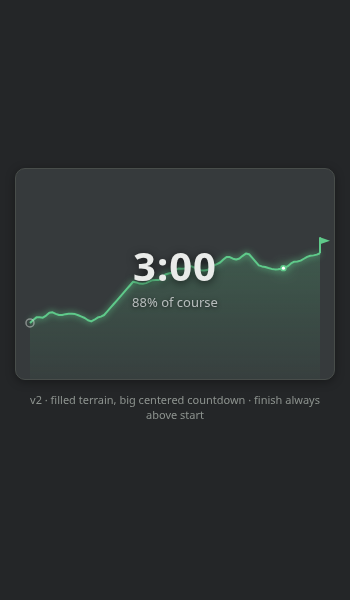 3:00
88% of course
v2 · filled terrain, big centered countdown · finish always
above start